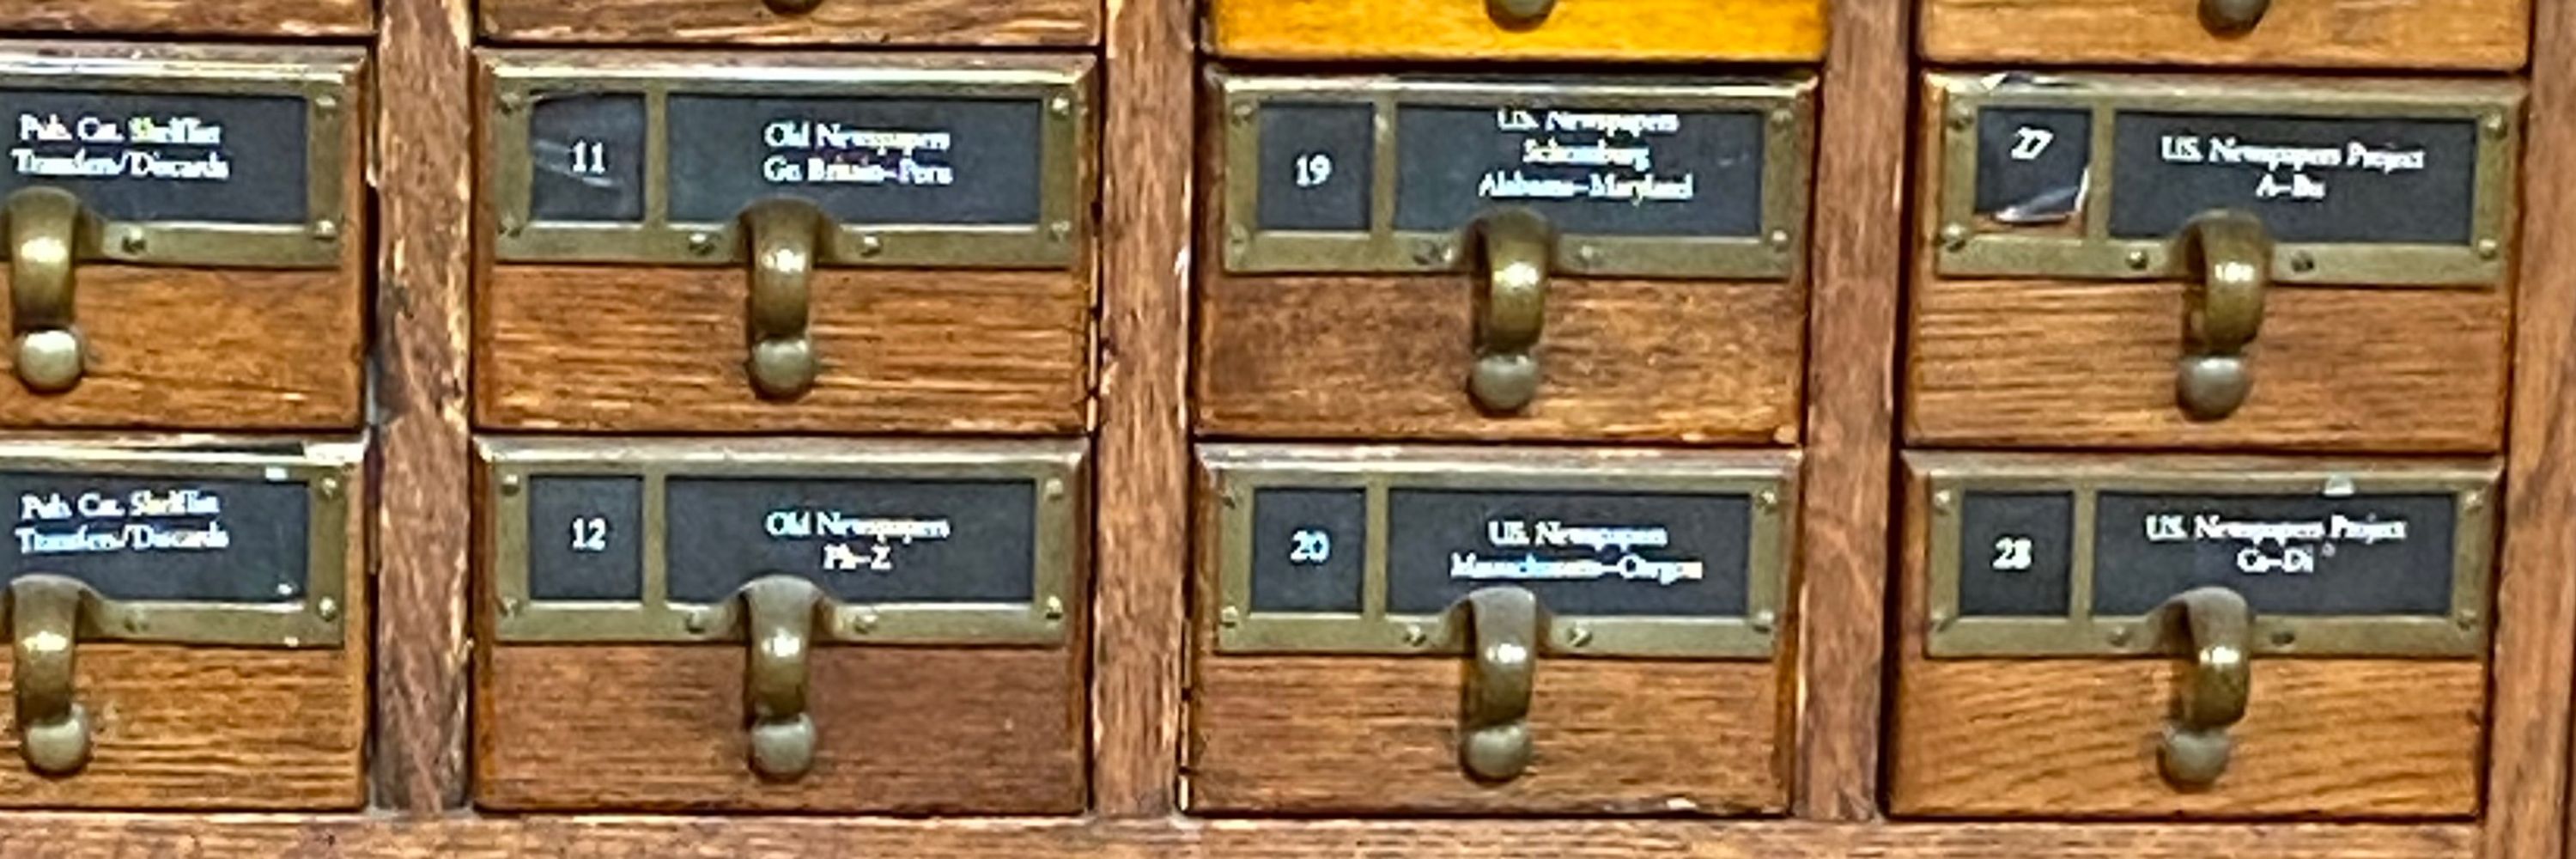 Pub. Cat. Shelflist
Transfers/Discards
11
Old Newspapers
Gr. Britain–Peru
19
U.S. Newspapers
Schomburg
Alabama–Maryland
27
U.S. Newspapers Project
A–Bu
Pub. Cat. Shelflist
Transfers/Discards
12
Old Newspapers
Ph–Z
20
U.S. Newspapers
Massachusetts–Oregon
28
U.S. Newspapers Project
Ca–Di